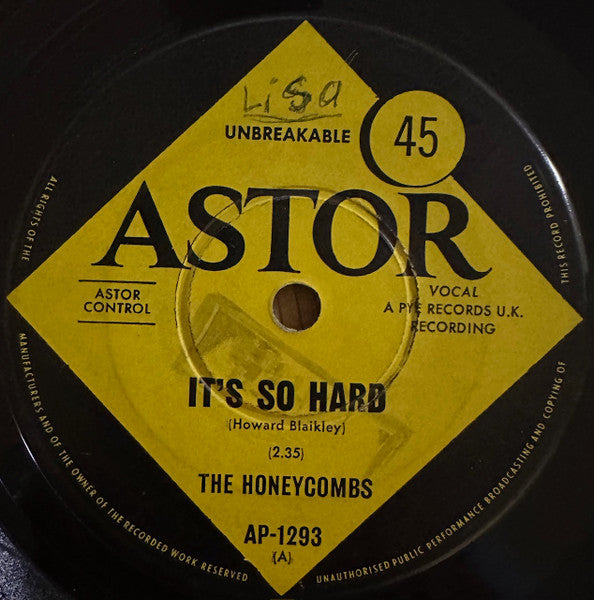 Lisa
UNBREAKABLE
45
ASTOR
ASTOR
CONTROL
VOCAL
A PYE RECORDS U.K.
RECORDING
IT'S SO HARD
(Howard Blaikley)
(2.35)
THE HONEYCOMBS
AP-1293
(A)
ALL RIGHTS OF THE
MANUFACTURERS AND OF THE OWNER OF THE RECORDED WORK RESERVED
UNAUTHORISED PUBLIC PERFORMANCE BROADCASTING AND COPYING OF
THIS RECORD PROHIBITED